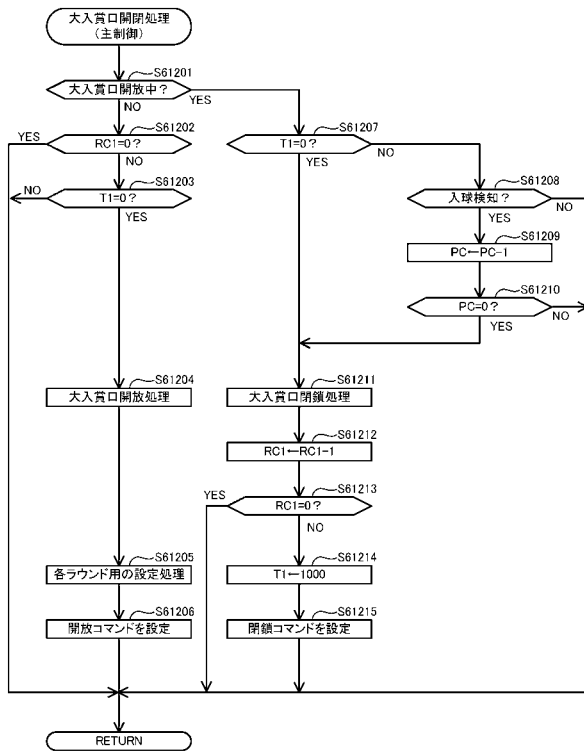 大入賞口開閉処理
(主制御)
S61201
大入賞口開放中?
NO
YES
S61202
YES
RC1=0?
NO
S61203
NO
T1=0?
YES
S61207
T1=0?
YES
NO
S61208
入球検知?
YES
NO
S61209
PC←PC-1
S61210
PC=0?
YES
NO
S61204
大入賞口開放処理
S61211
大入賞口閉鎖処理
S61212
RC1←RC1-1
S61213
YES
RC1=0?
NO
S61205
各ラウンド用の設定処理
S61214
T1←1000
S61206
開放コマンドを設定
S61215
閉鎖コマンドを設定
RETURN